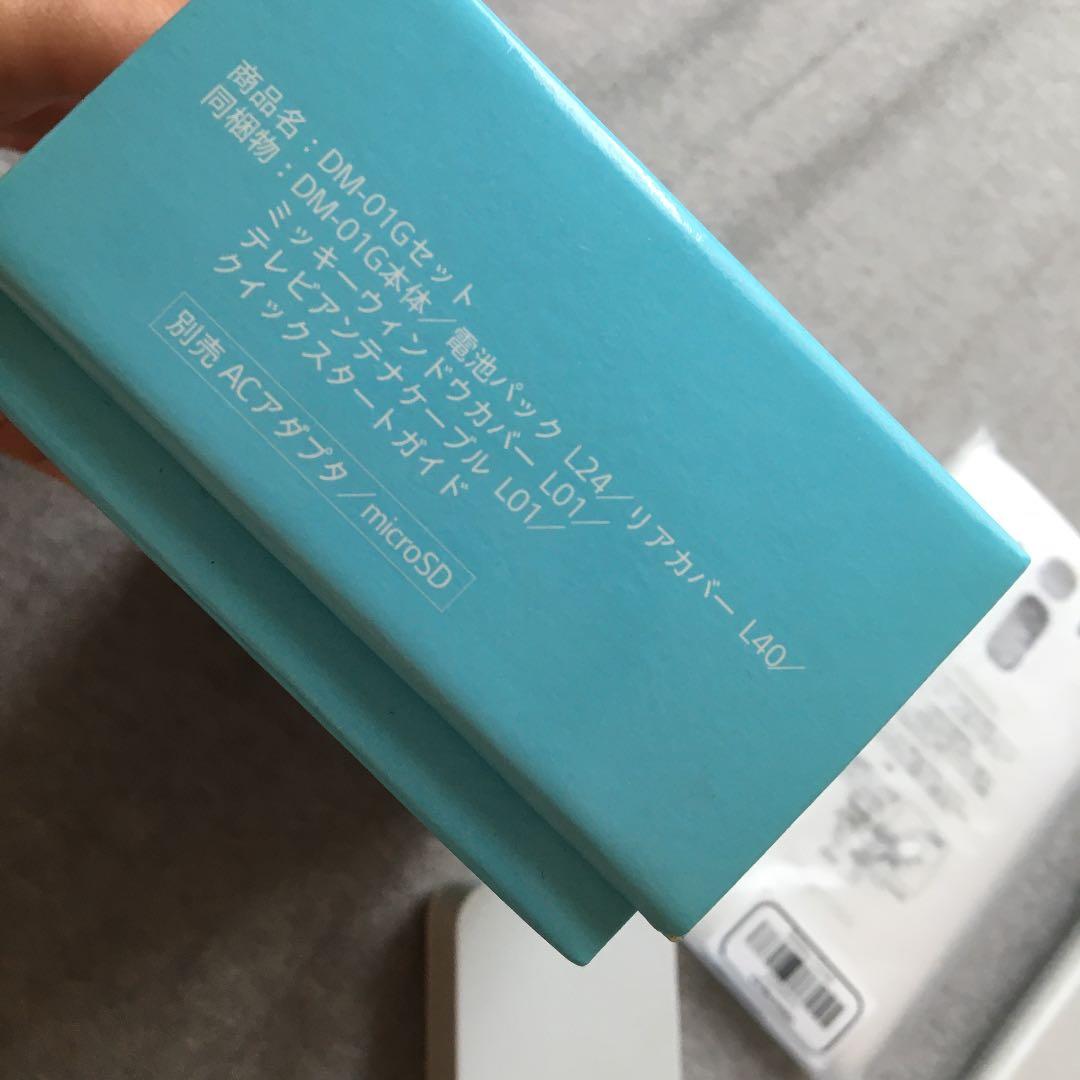 商品名：DM-01Gセット
同梱物：DM-01G本体／電池パック L24／リアカバー L40／
ミッキーウィンドウカバー L01／
テレビアンテナケーブル L01／
クイックスタートガイド
別売 ACアダプタ／microSD